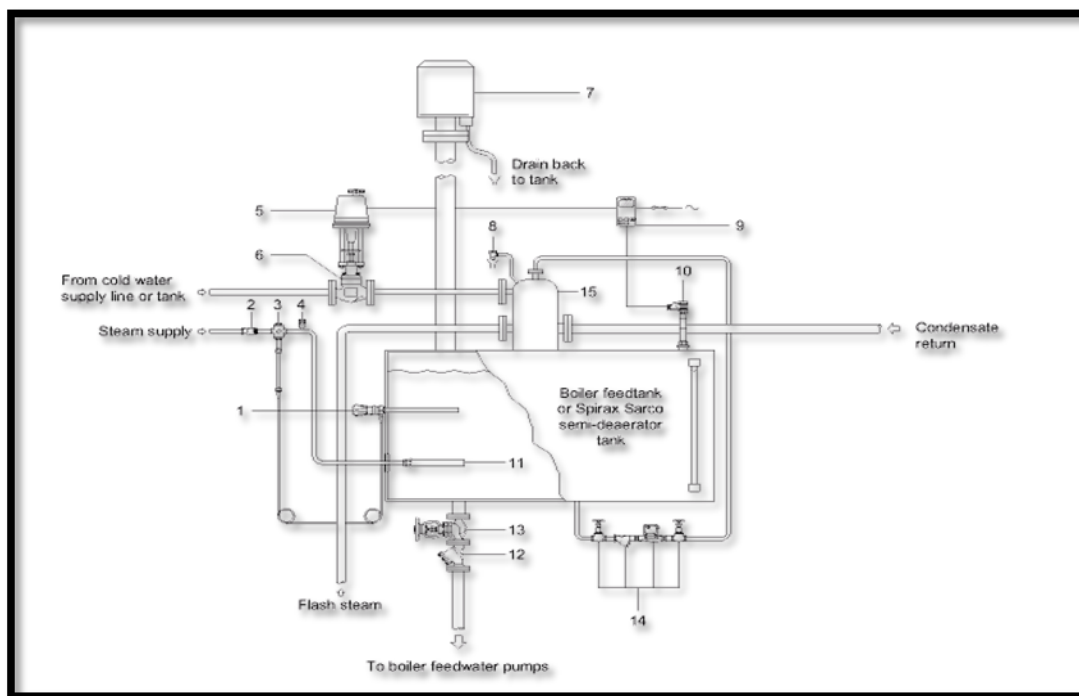 7
Drain back
to tank
5
9
8
6
10
From cold water
supply line or tank
15
2
3
4
Steam supply
Condensate
return
Boiler feedtank
or Spirax Sarco
semi-deaerator
tank
1
11
13
12
Flash steam
14
To boiler feedwater pumps